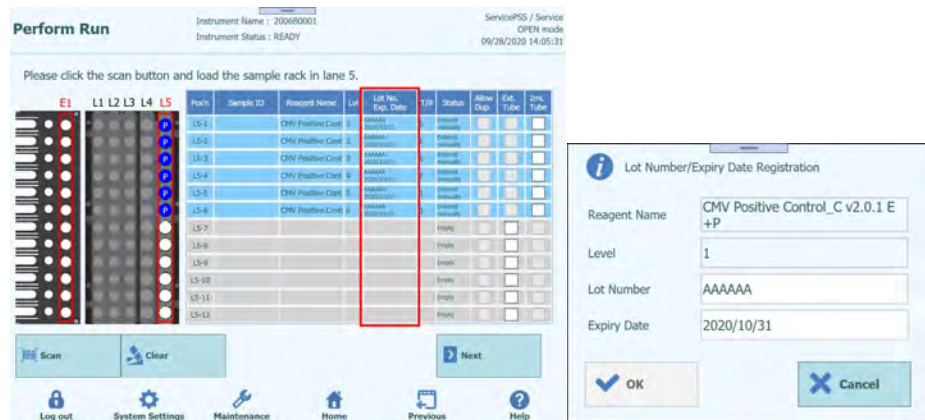 Perform Run
Instrument Name : 200680001
Instrument Status : READY
ServicePSS / Service
OPEN mode
09/28/2020 14:05:31
Please click the scan button and load the sample rack in lane 5.
E1 L1 L2 L3 L4 L5
Pos'n Sample ID Reagent Name Lvl Lot No. Exp. Date T/R Status Allow Dup. Ext. Tube 2mL Tube
L5-1 CMV Positive Cont
L5-2 CMV Positive Cont
L5-3 CMV Positive Cont
L5-4 CMV Positive Cont
L5-5 CMV Positive Cont
L5-6 CMV Positive Cont
L5-7 Empty
L5-8 Empty
L5-9 Empty
L5-10 Empty
L5-11 Empty
L5-12 Empty
P
P
P
P
P
P
Scan
Clear
Next
Log out
System Settings
Maintenance
Home
Previous
Help
Lot Number/Expiry Date Registration
Reagent Name CMV Positive Control_C v2.0.1 E
+P
Level 1
Lot Number AAAAAA
Expiry Date 2020/10/31
OK
Cancel